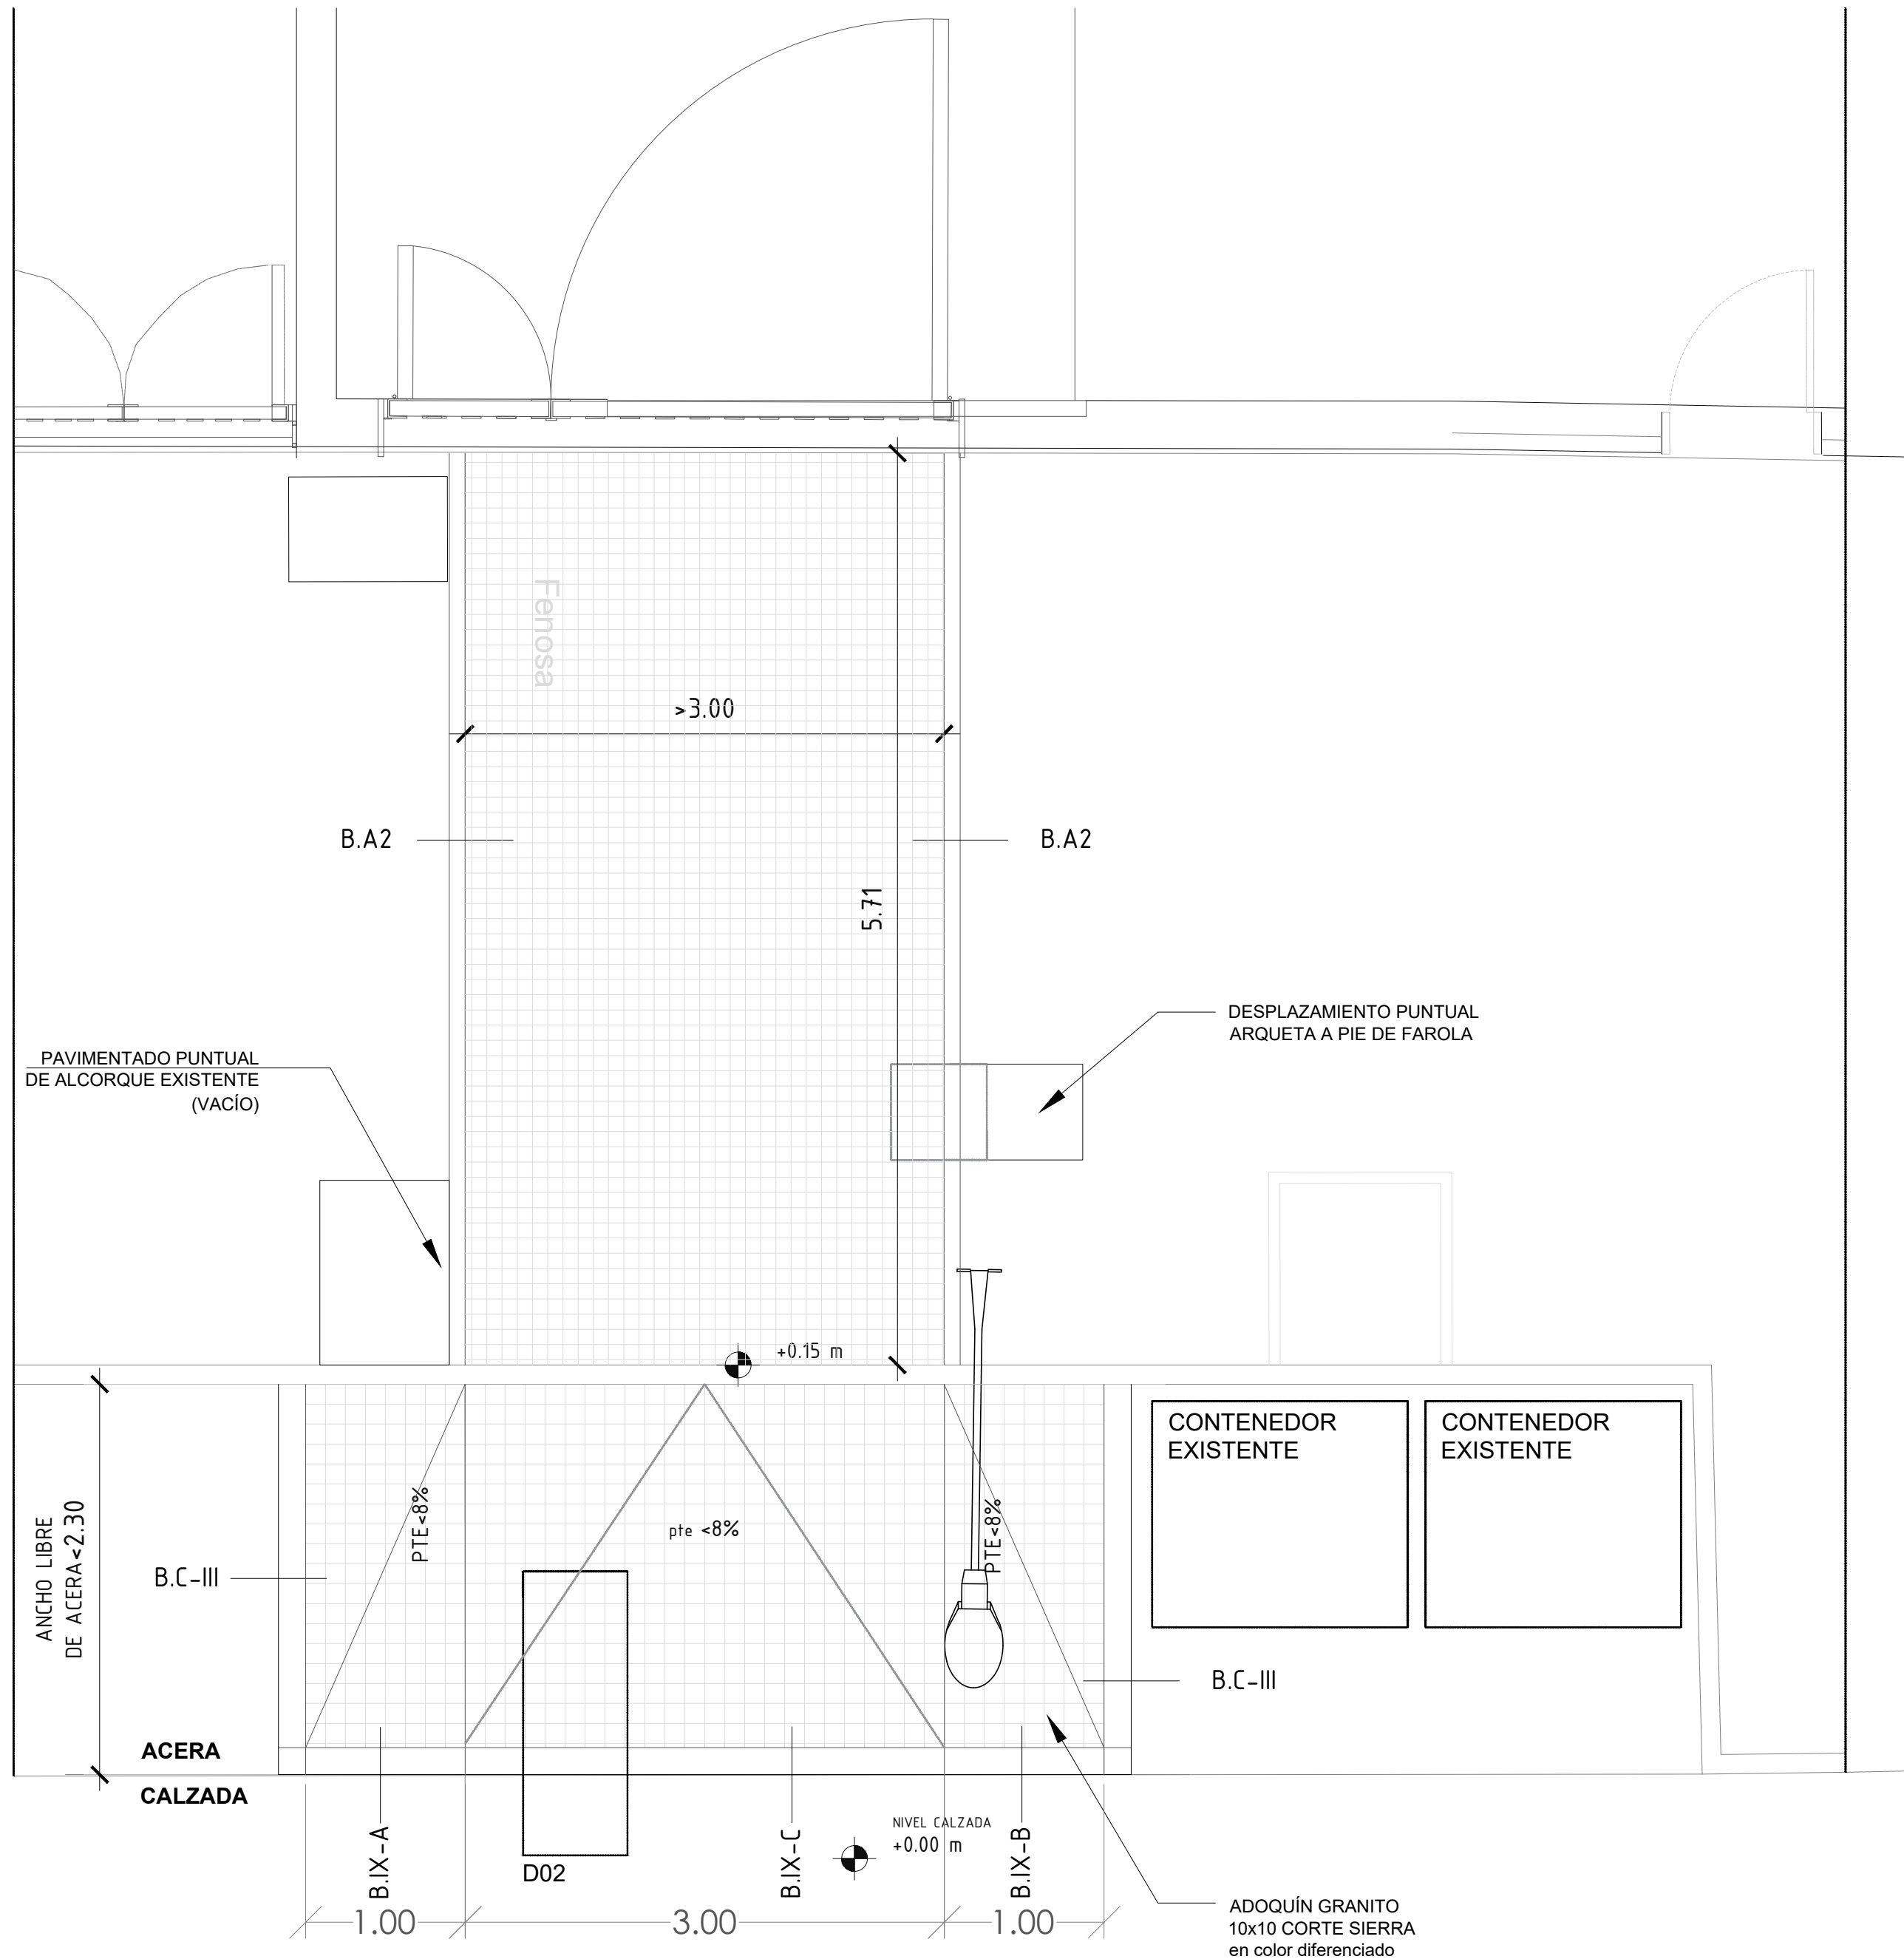 Fenosa
>3.00
B.A2
B.A2
5.71
DESPLAZAMIENTO PUNTUAL
ARQUETA A PIE DE FAROLA
PAVIMENTADO PUNTUAL
DE ALCORQUE EXISTENTE
(VACÍO)
+0.15 m
CONTENEDOR
EXISTENTE
CONTENEDOR
EXISTENTE
ANCHO LIBRE
DE ACERA<2.30
PTE<8%
pte <8%
PTE<8%
B.C-III
B.C-III
ACERA
CALZADA
B.IX-A
D02
B.IX-C
NIVEL CALZADA
+0.00 m
B.IX-B
1.00
3.00
1.00
ADOQUÍN GRANITO
10x10 CORTE SIERRA
en color diferenciado